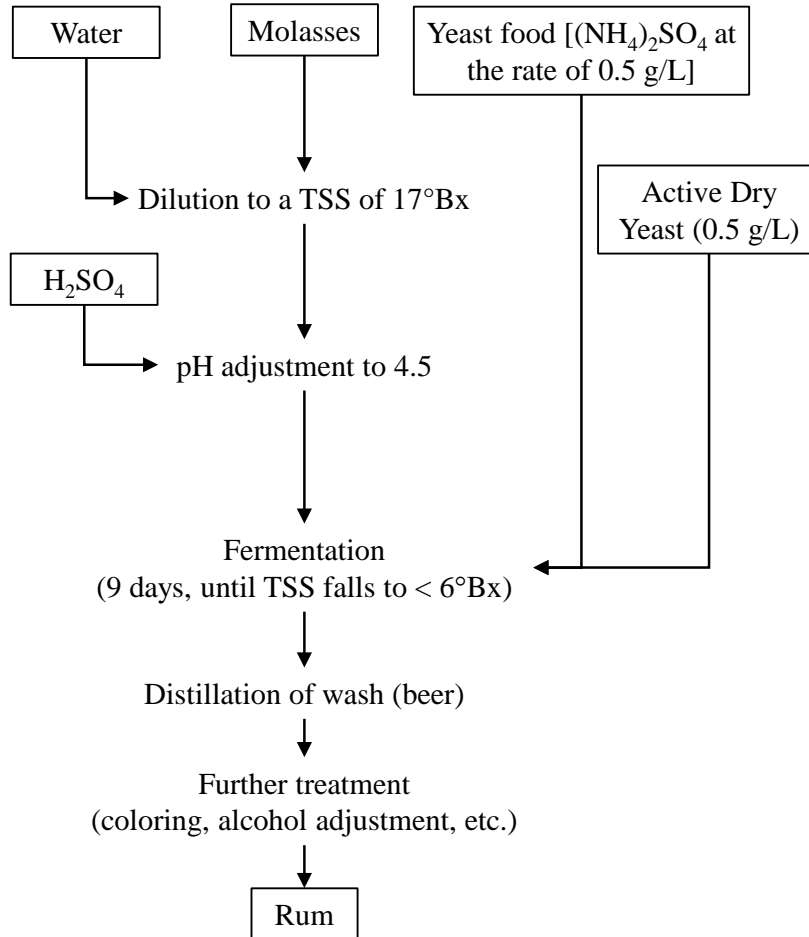 Water
Molasses
Yeast food [(NH₄)₂SO₄ at
the rate of 0.5 g/L]
Dilution to a TSS of 17°Bx
Active Dry
Yeast (0.5 g/L)
H₂SO₄
pH adjustment to 4.5
Fermentation
(9 days, until TSS falls to < 6°Bx)
Distillation of wash (beer)
Further treatment
(coloring, alcohol adjustment, etc.)
Rum